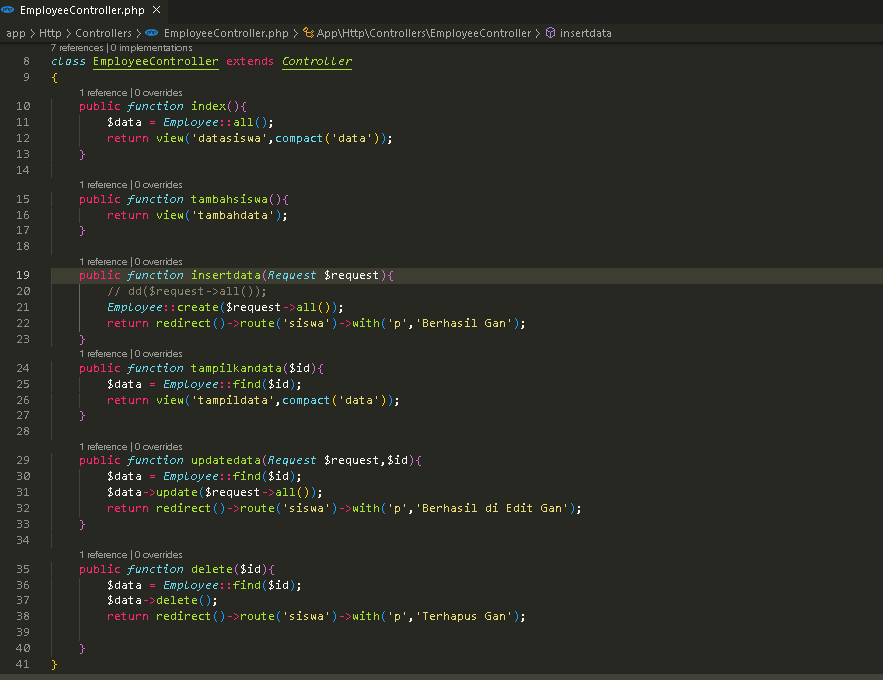 EmployeeController.php ×
app > Http > Controllers > EmployeeController.php > App\Http\Controllers\EmployeeController > insertdata
7 references | 0 implementations
8 class EmployeeController extends Controller
9 {
1 reference | 0 overrides
10 public function index(){
11 $data = Employee::all();
12 return view('datasiswa',compact('data'));
13 }
14
1 reference | 0 overrides
15 public function tambahsiswa(){
16 return view('tambahdata');
17 }
18
1 reference | 0 overrides
19 public function insertdata(Request $request){
20 // dd($request->all());
21 Employee::create($request->all());
22 return redirect()->route('siswa')->with('p','Berhasil Gan');
23 }
1 reference | 0 overrides
24 public function tampilkandata($id){
25 $data = Employee::find($id);
26 return view('tampildata',compact('data'));
27 }
28
1 reference | 0 overrides
29 public function updatedata(Request $request,$id){
30 $data = Employee::find($id);
31 $data->update($request->all());
32 return redirect()->route('siswa')->with('p','Berhasil di Edit Gan');
33 }
34
1 reference | 0 overrides
35 public function delete($id){
36 $data = Employee::find($id);
37 $data->delete();
38 return redirect()->route('siswa')->with('p','Terhapus Gan');
39
40 }
41 }